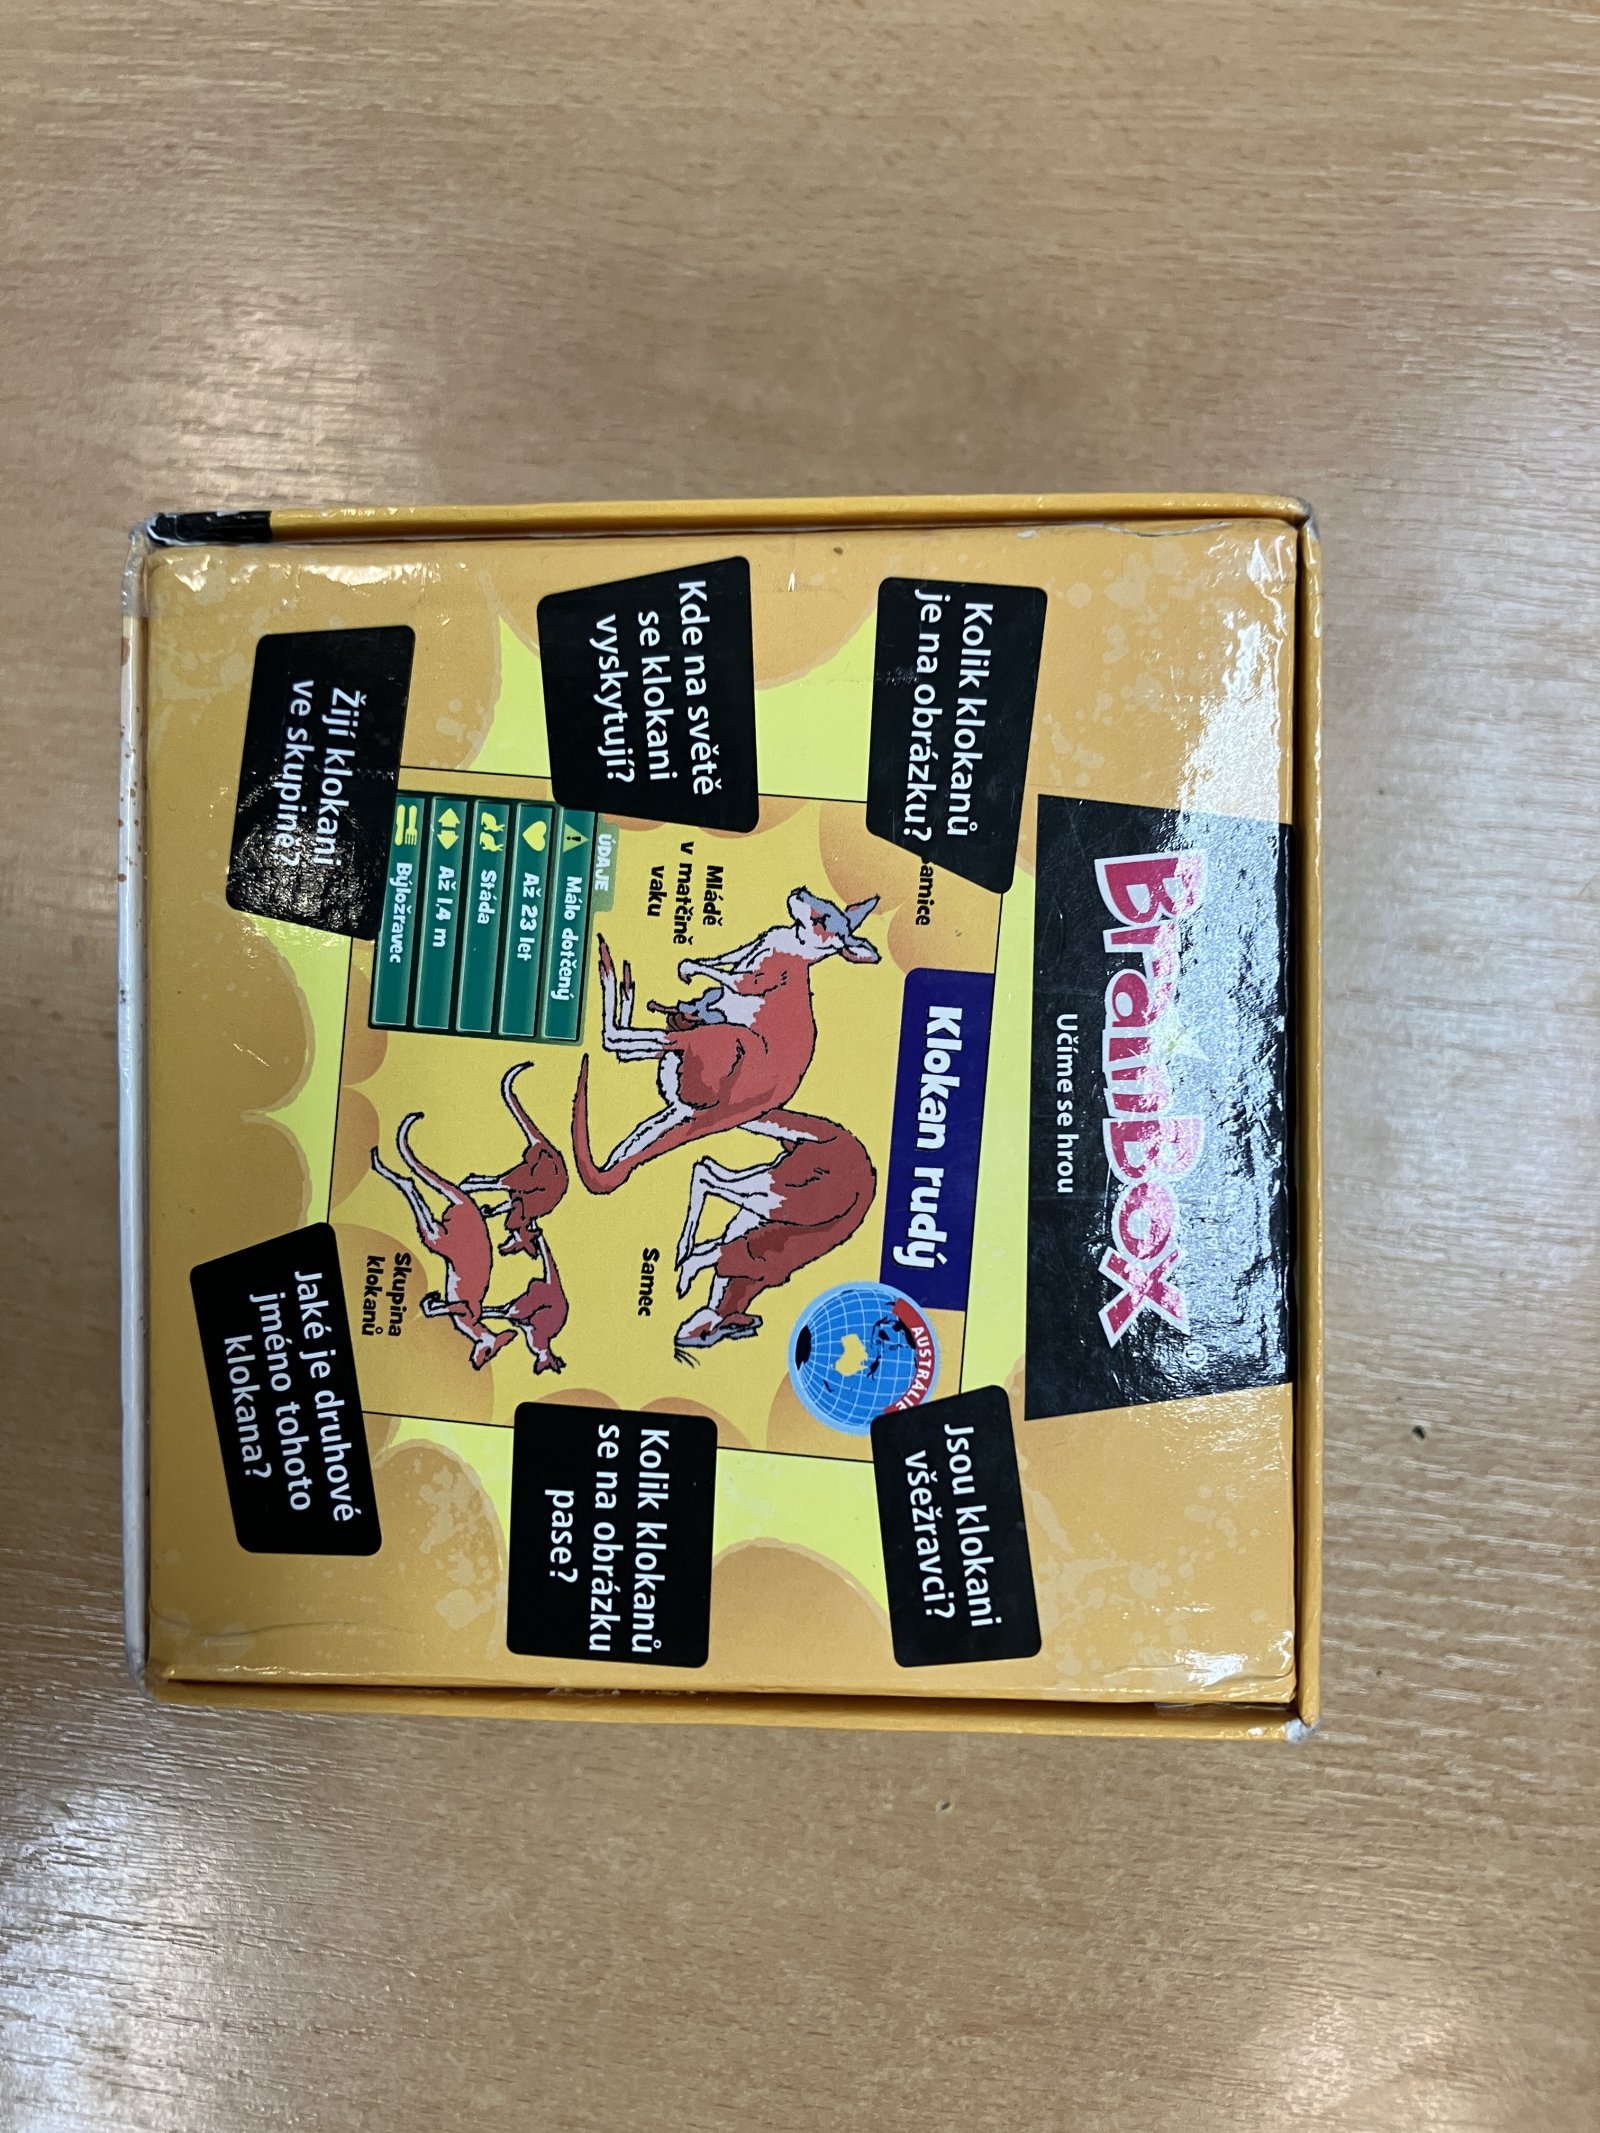 BrainBox®
Učíme se hrou
Kolik klokanů
je na obrázku?
Jsou klokani
všežravci?
Klokan rudý
AUSTRÁLIE
amice
Kde na světě
se klokani
vyskytují?
Mládě
v matčině
vaku
Samec
Kolik klokanů
se na obrázku
pase?
ÚDAJE
Málo dotčený
Až 23 let
Stáda
Až 1,4 m
Býložravec
Skupina
klokanů
Žijí klokani
ve skupině?
Jaké je druhové
jméno tohoto
klokana?